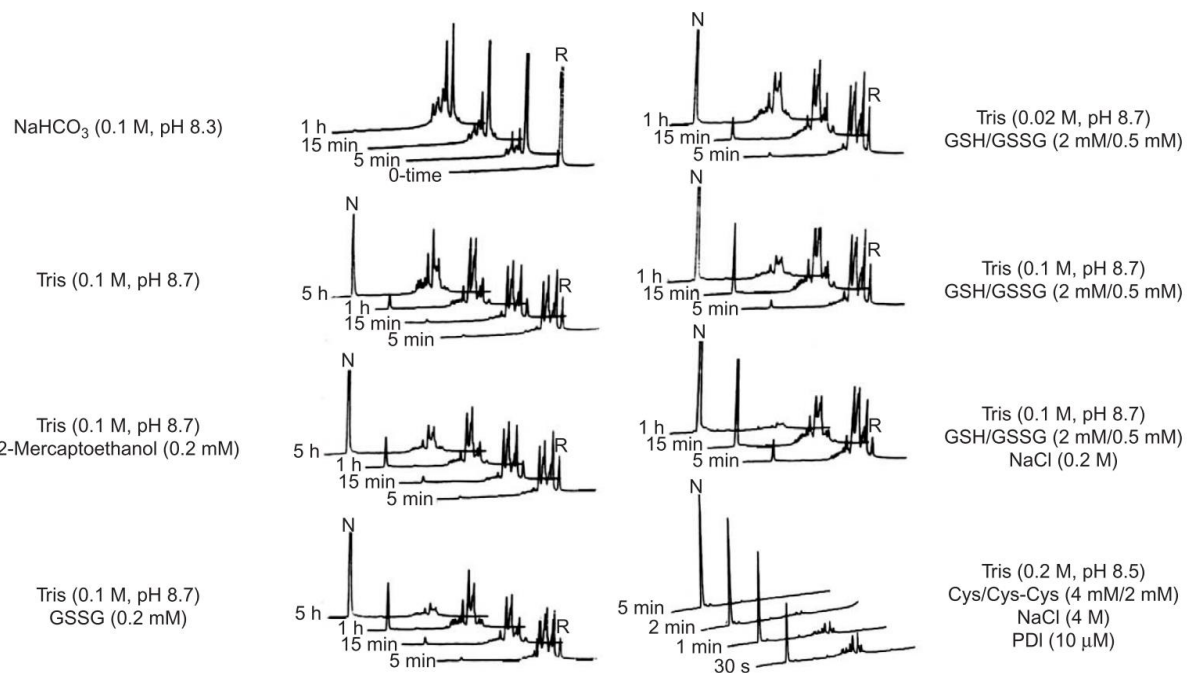 NaHCO3 (0.1 M, pH 8.3)
R
1 h
15 min
5 min
0-time
Tris (0.1 M, pH 8.7)
N
R
5 h
1 h
15 min
5 min
Tris (0.1 M, pH 8.7)
2-Mercaptoethanol (0.2 mM)
N
R
5 h
1 h
15 min
5 min
Tris (0.1 M, pH 8.7)
GSSG (0.2 mM)
N
R
5 h
1 h
15 min
5 min
N
R
1 h
15 min
5 min
Tris (0.02 M, pH 8.7)
GSH/GSSG (2 mM/0.5 mM)
N
R
1 h
15 min
5 min
Tris (0.1 M, pH 8.7)
GSH/GSSG (2 mM/0.5 mM)
N
R
1 h
15 min
5 min
Tris (0.1 M, pH 8.7)
GSH/GSSG (2 mM/0.5 mM)
NaCl (0.2 M)
N
5 min
2 min
1 min
30 s
Tris (0.2 M, pH 8.5)
Cys/Cys-Cys (4 mM/2 mM)
NaCl (4 M)
PDI (10 μM)